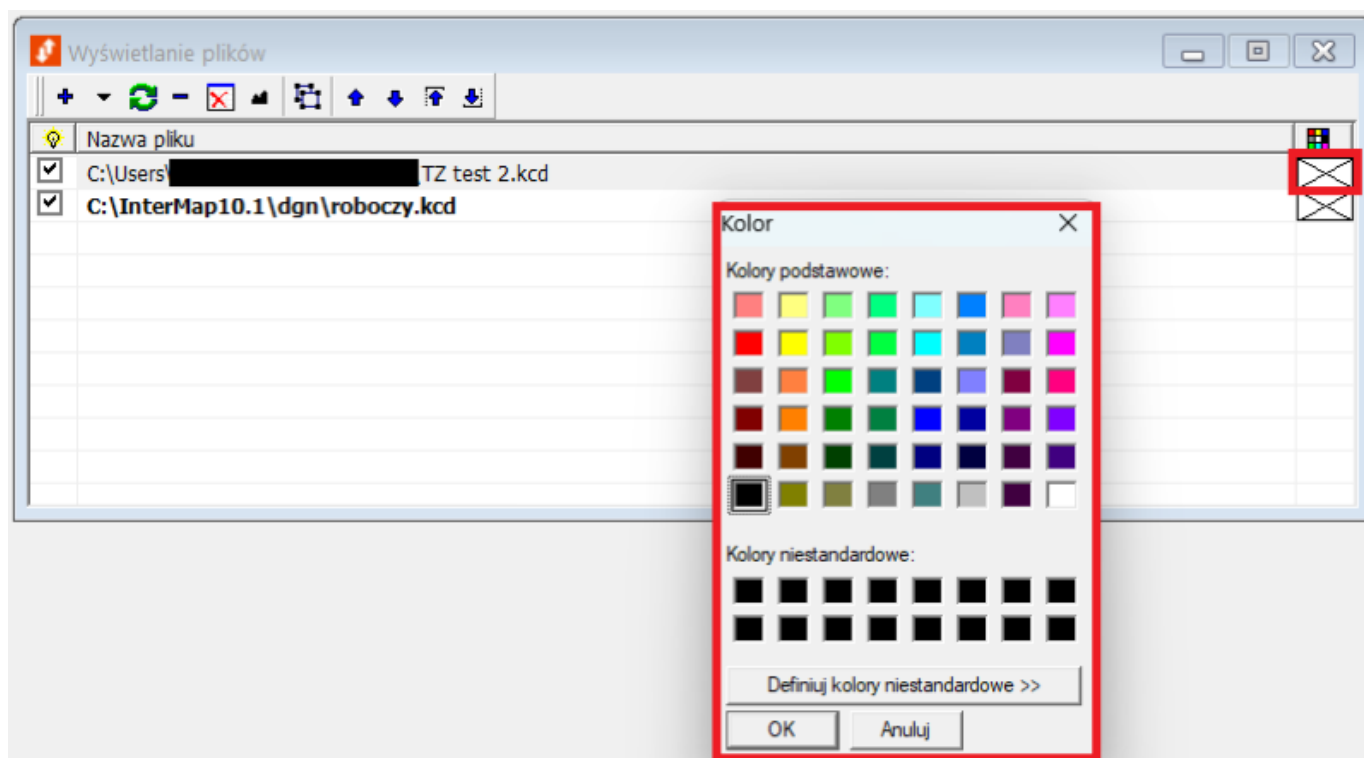 Wyświetlanie plików
Nazwa pliku
C:\Users\ TZ test 2.kcd
C:\InterMap10.1\dgn\roboczy.kcd
Kolor
Kolory podstawowe:
Kolory niestandardowe:
Definiuj kolory niestandardowe >>
OK Anuluj